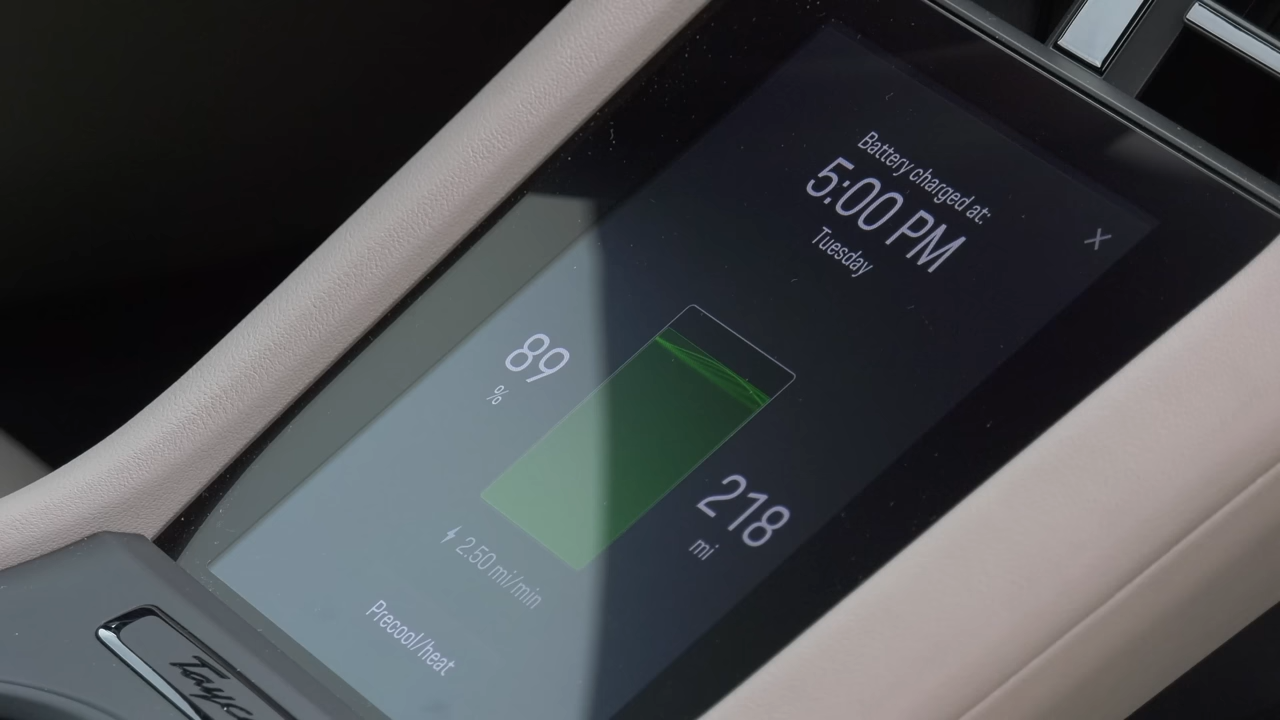 Battery charged at:
5:00 PM
Tuesday
89
%
218
mi
2.50 mi/min
Precool/heat